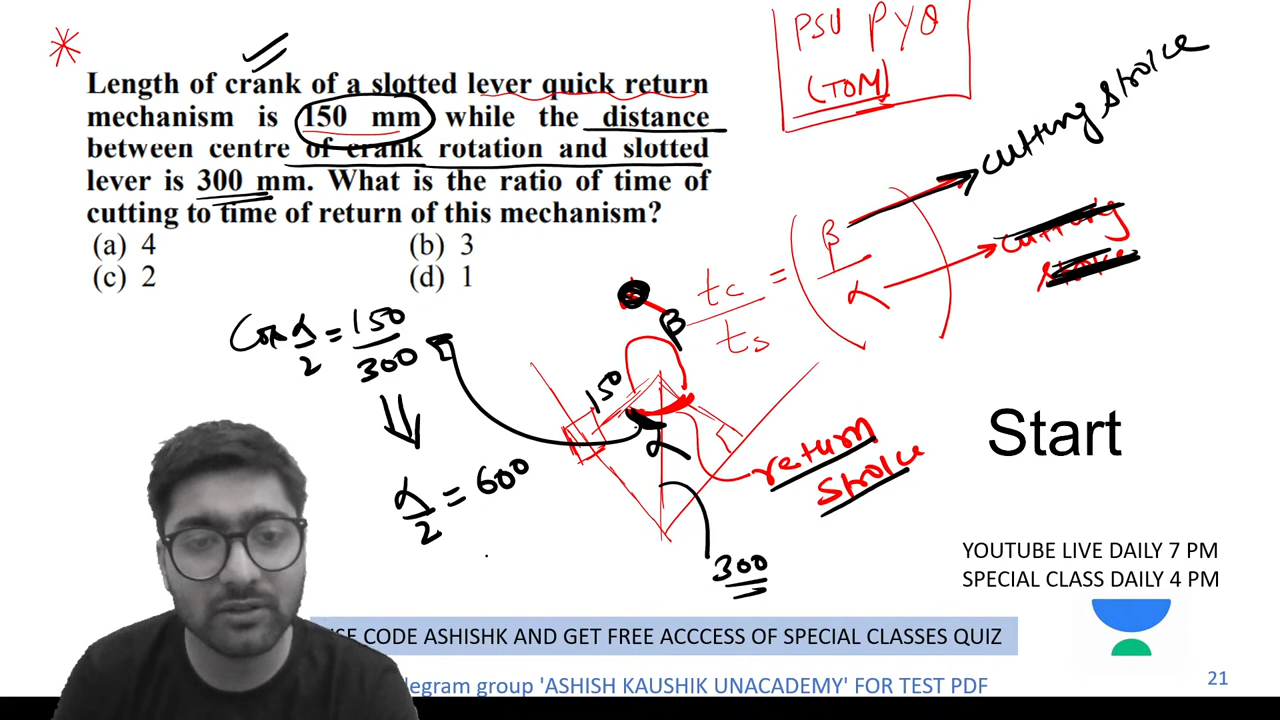 PSU PYQ
(TOM)
Length of crank of a slotted lever quick return
mechanism is 150 mm while the distance
between centre of crank rotation and slotted
lever is 300 mm. What is the ratio of time of
cutting to time of return of this mechanism?
(a) 4 (b) 3
(c) 2 (d) 1
cutting stroke
tc/ts = (β/α)
cutting
stroke
Cos α/2 = 150/300
β
150
α
α/2 = 600
return
stroke
300
Start
YOUTUBE LIVE DAILY 7 PM
SPECIAL CLASS DAILY 4 PM
SE CODE ASHISHK AND GET FREE ACCCESS OF SPECIAL CLASSES QUIZ
legram group 'ASHISH KAUSHIK UNACADEMY' FOR TEST PDF
21